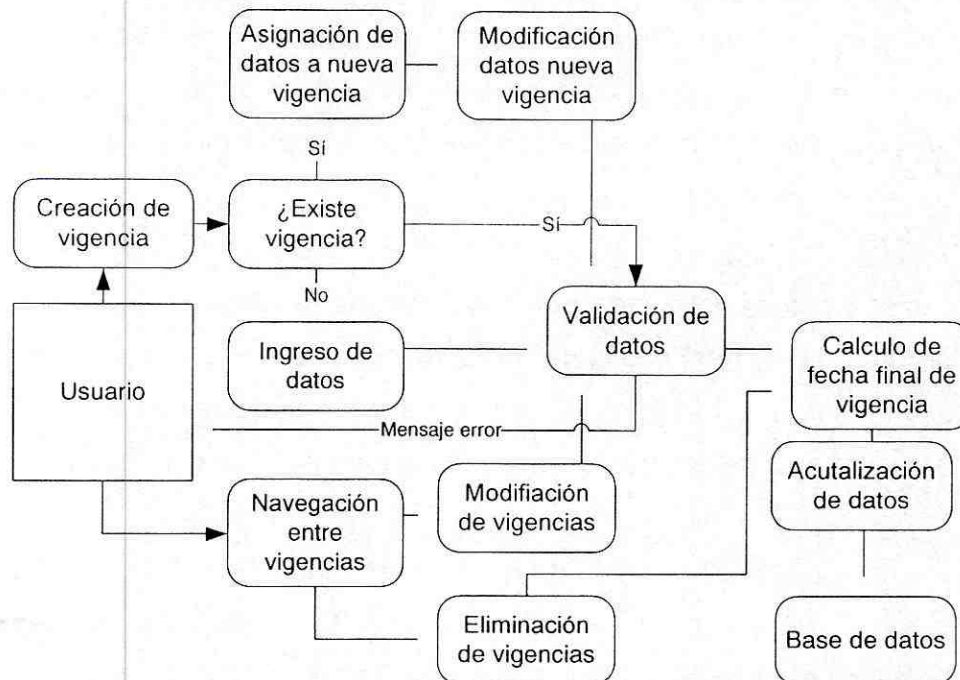 Asignación de
datos a nueva
vigencia
Modificación
datos nueva
vigencia
Sí
Creación de
vigencia
¿Existe
vigencia?
Sí
No
Validación de
datos
Ingreso de
datos
Calculo de
fecha final de
vigencia
Usuario
Mensaje error
Acutalización
de datos
Navegación
entre
vigencias
Modifiación
de vigencias
Eliminación
de vigencias
Base de datos